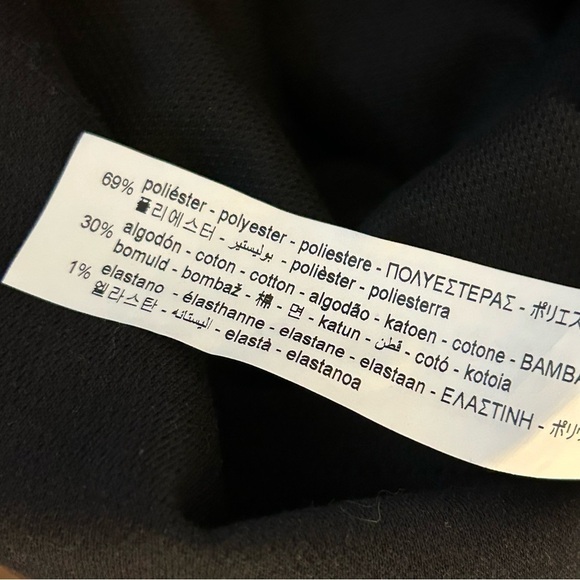 69% poliéster - polyester - poliestere - ΠΟΛΥΕΣΤΕΡΑΣ - ポリエス
폴리에스터 - بوليستير - polièster - poliesterra
30% algodón - coton - cotton - algodão - katoen - cotone - BAMBA
bomuld - bombaž - 棉 - 면 - katun - قطن - cotó - kotoia
1% elastano - élasthanne - elastane - elastaan - ΕΛΑΣΤΙΝΗ - ポリ
엘라스탄 - اليستانه - elastà - elastanoa